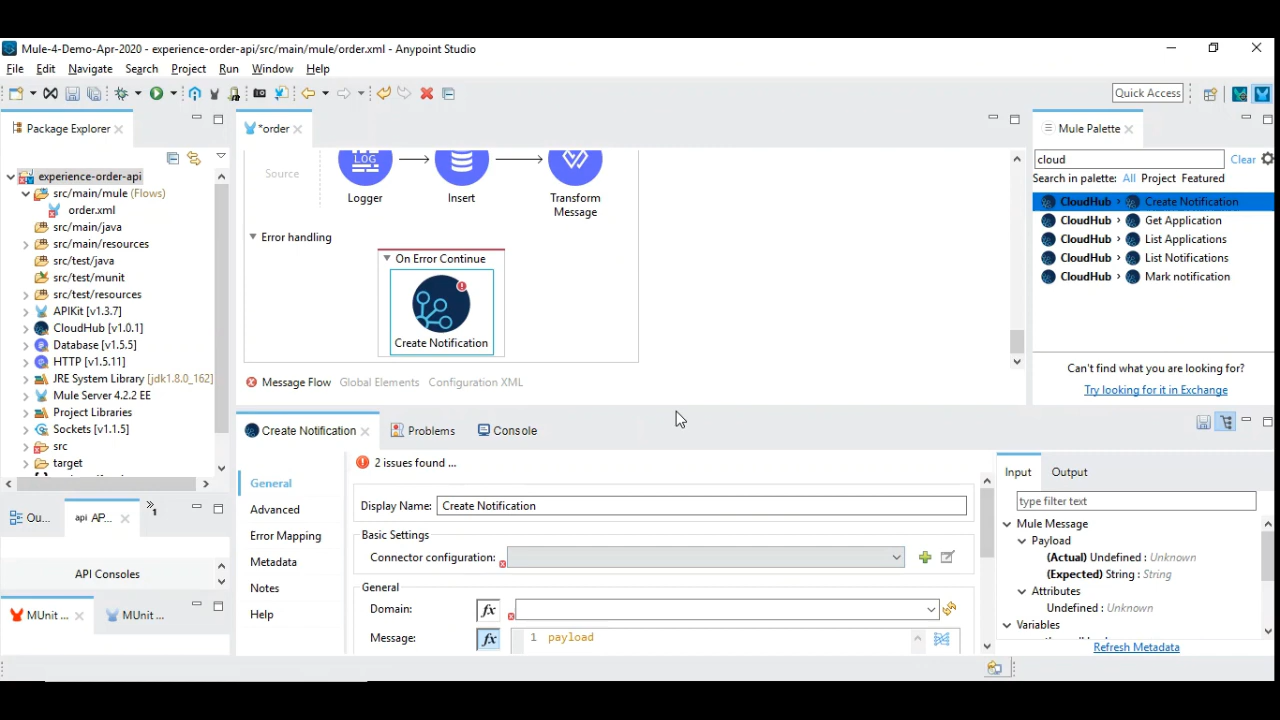 Mule-4-Demo-Apr-2020 - experience-order-api/src/main/mule/order.xml - Anypoint Studio
File Edit Navigate Search Project Run Window Help
Quick Access
Package Explorer
experience-order-api
src/main/mule (Flows)
order.xml
src/main/java
src/main/resources
src/test/java
src/test/munit
src/test/resources
APIKit [v1.3.7]
CloudHub [v1.0.1]
Database [v1.5.5]
HTTP [v1.5.11]
JRE System Library [jdk1.8.0_162]
Mule Server 4.2.2 EE
Project Libraries
Sockets [v1.1.5]
src
target
Ou...
api AP...
1
API Consoles
MUnit ...
MUnit ...
*order
Source
LOG
Logger
Insert
Transform
Message
Error handling
On Error Continue
Create Notification
Message Flow Global Elements Configuration XML
Mule Palette
cloud
Clear
Search in palette: All Project Featured
CloudHub › Create Notification
CloudHub › Get Application
CloudHub › List Applications
CloudHub › List Notifications
CloudHub › Mark notification
Can't find what you are looking for?
Try looking for it in Exchange
Create Notification
Problems
Console
2 issues found ...
General
Advanced
Error Mapping
Metadata
Notes
Help
Display Name: Create Notification
Basic Settings
Connector configuration:
General
Domain: fx
Message: fx 1 payload
Input Output
type filter text
Mule Message
Payload
(Actual) Undefined : Unknown
(Expected) String : String
Attributes
Undefined : Unknown
Variables
Refresh Metadata